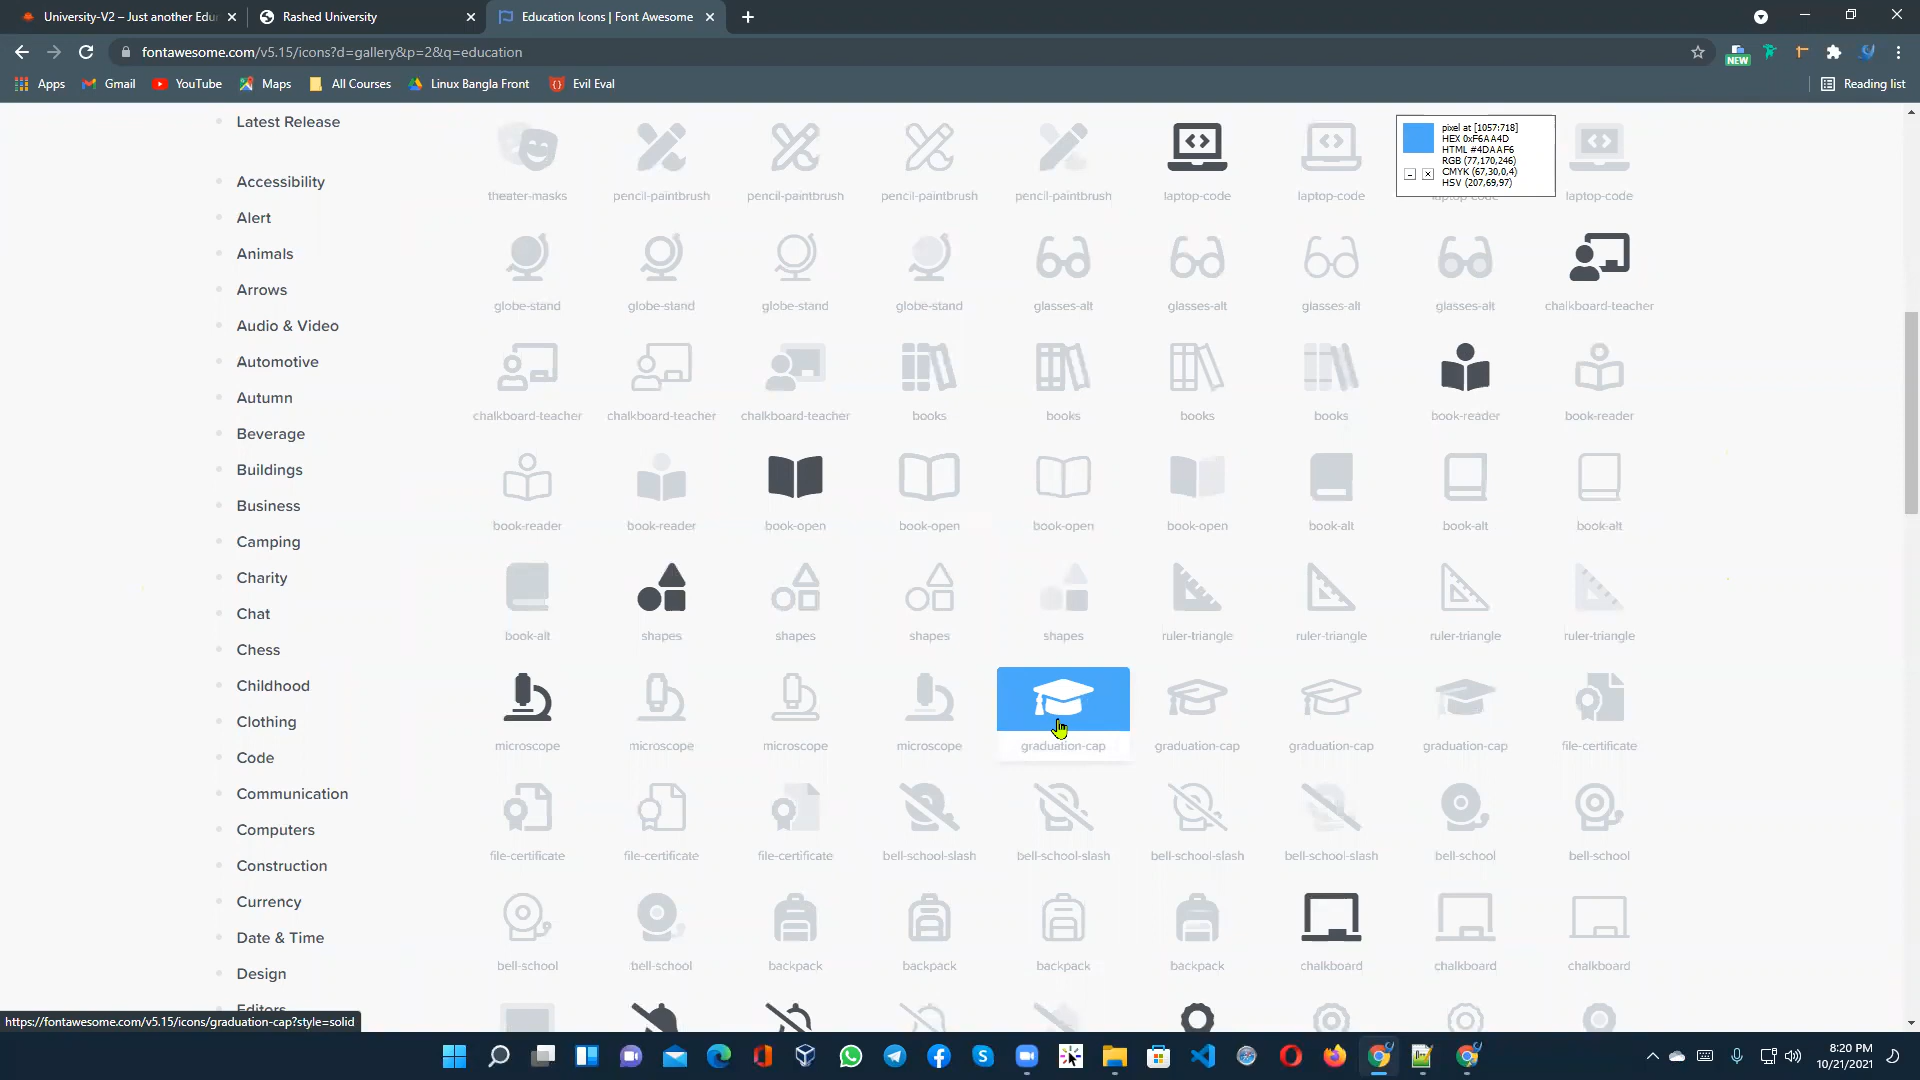 University-V2 – Just another Edu
Rashed University
Education Icons | Font Awesome
fontawesome.com/v5.15/icons?d=gallery&p=2&q=education
NEW
Apps
Gmail
YouTube
Maps
All Courses
Linux Bangla Front
Evil Eval
Reading list
Latest Release
Accessibility
Alert
Animals
Arrows
Audio & Video
Automotive
Autumn
Beverage
Buildings
Business
Camping
Charity
Chat
Chess
Childhood
Clothing
Code
Communication
Computers
Construction
Currency
Date & Time
Design
Editors
pixel at [1057:718]
HEX 0xF6AA4D
HTML #4DAAF6
RGB (77,170,246)
CMYK (67,30,0,4)
HSV (207,69,97)
theater-masks pencil-paintbrush pencil-paintbrush pencil-paintbrush pencil-paintbrush laptop-code laptop-code laptop-code laptop-code
globe-stand globe-stand globe-stand globe-stand glasses-alt glasses-alt glasses-alt glasses-alt chalkboard-teacher
chalkboard-teacher chalkboard-teacher chalkboard-teacher books books books books book-reader book-reader
book-reader book-reader book-open book-open book-open book-open book-alt book-alt book-alt
book-alt shapes shapes shapes shapes ruler-triangle ruler-triangle ruler-triangle ruler-triangle
microscope microscope microscope microscope graduation-cap graduation-cap graduation-cap graduation-cap file-certificate
file-certificate file-certificate file-certificate bell-school-slash bell-school-slash bell-school-slash bell-school-slash bell-school bell-school
bell-school bell-school backpack backpack backpack backpack chalkboard chalkboard chalkboard
https://fontawesome.com/v5.15/icons/graduation-cap?style=solid
8:20 PM
10/21/2021